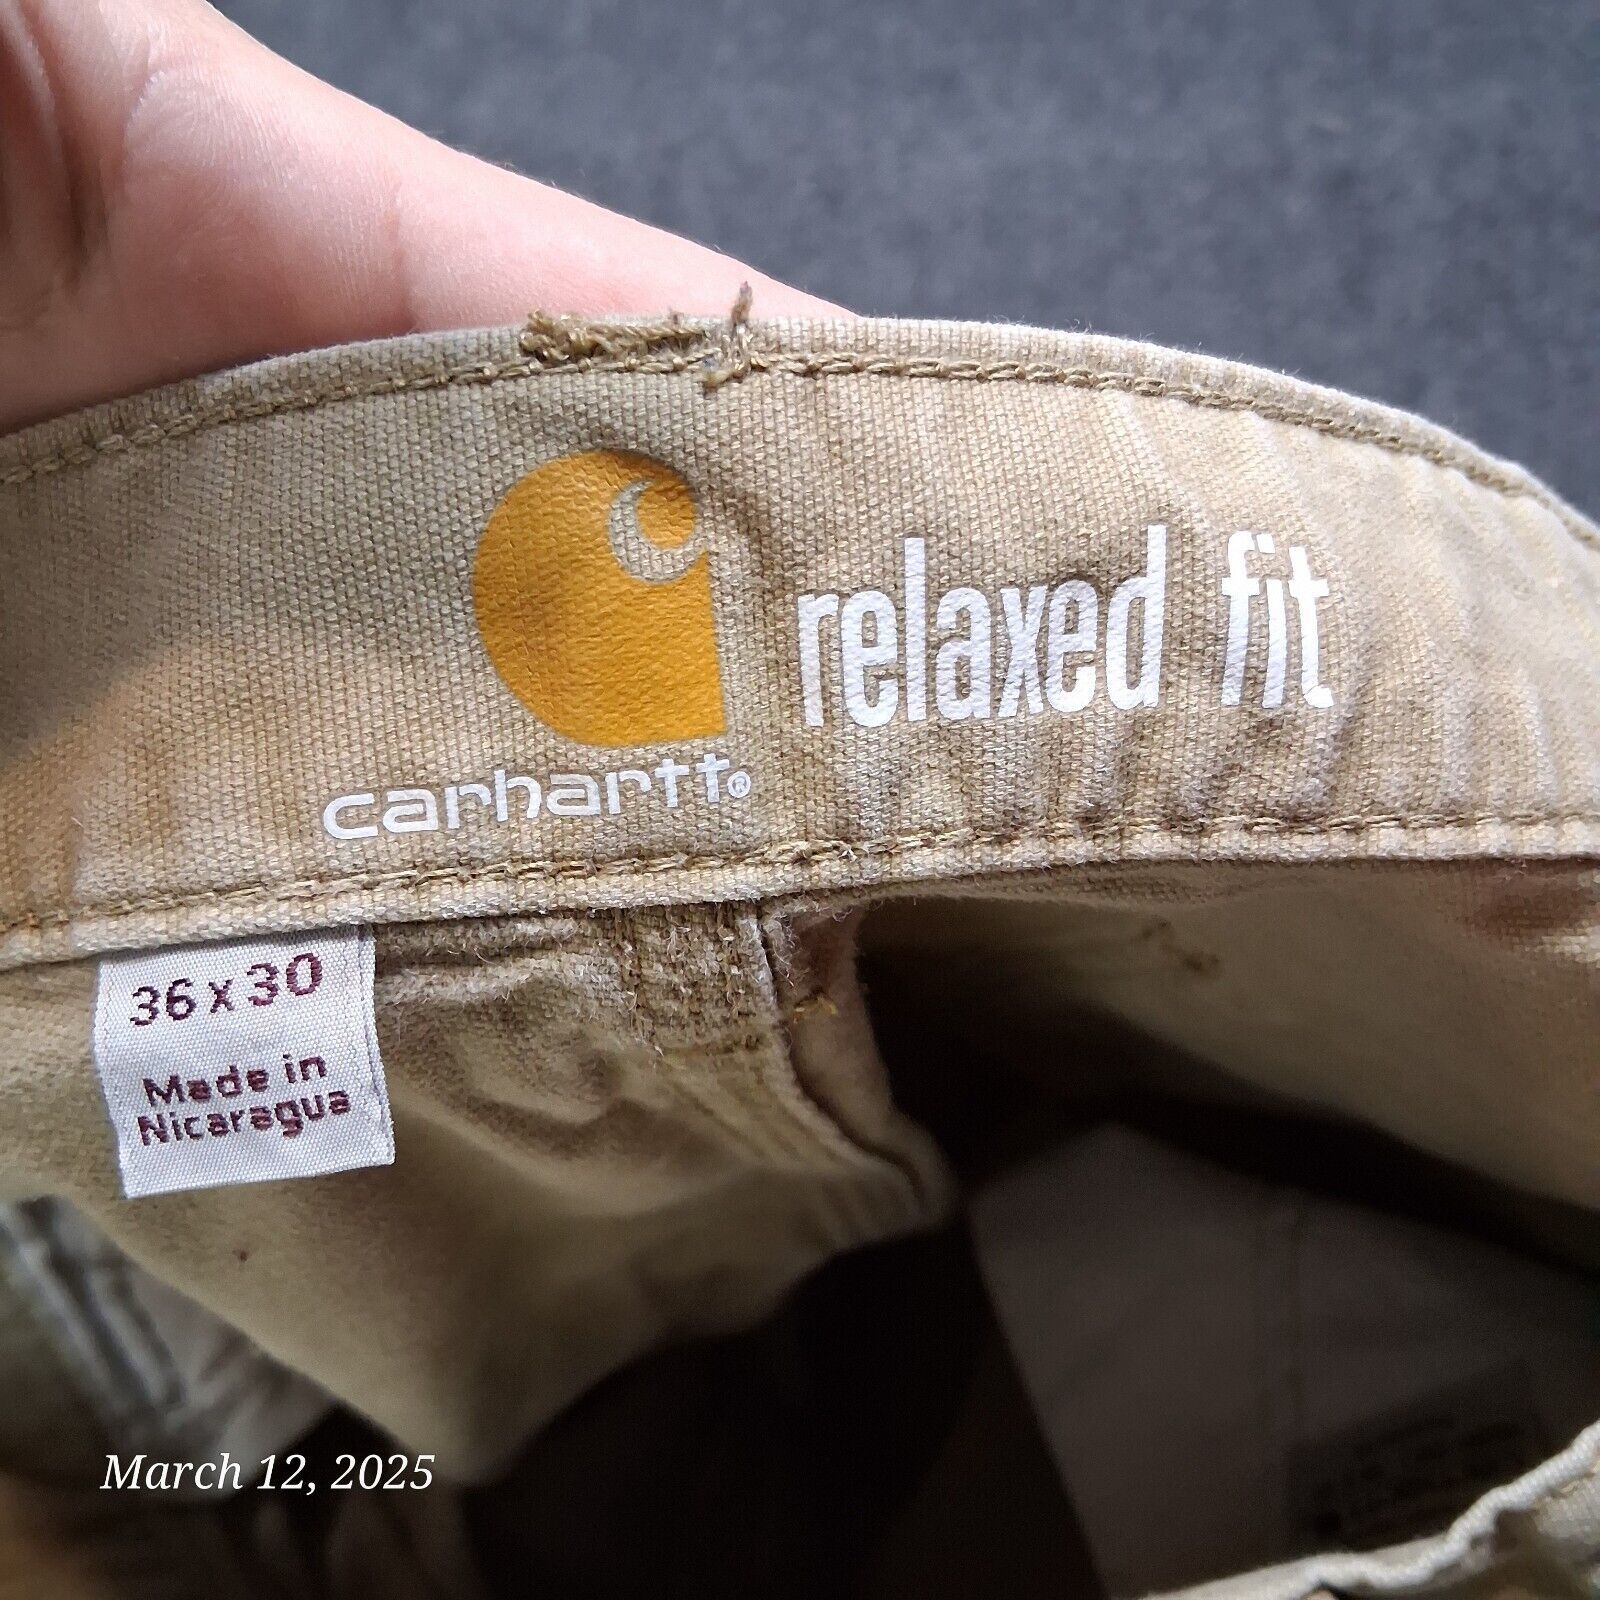 relaxed fit
carhartt®
36 x 30
Made in
Nicaragua
March 12, 2025